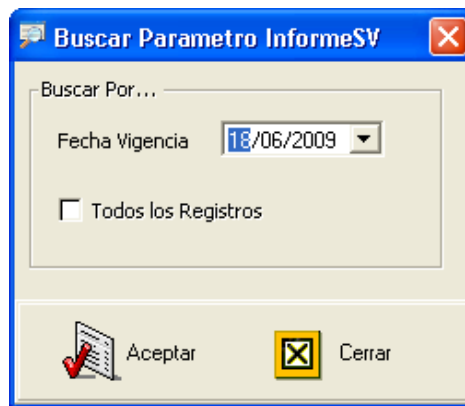 Buscar Parametro InformeSV
Buscar Por...
Fecha Vigencia 18/06/2009
Todos los Registros
Aceptar Cerrar